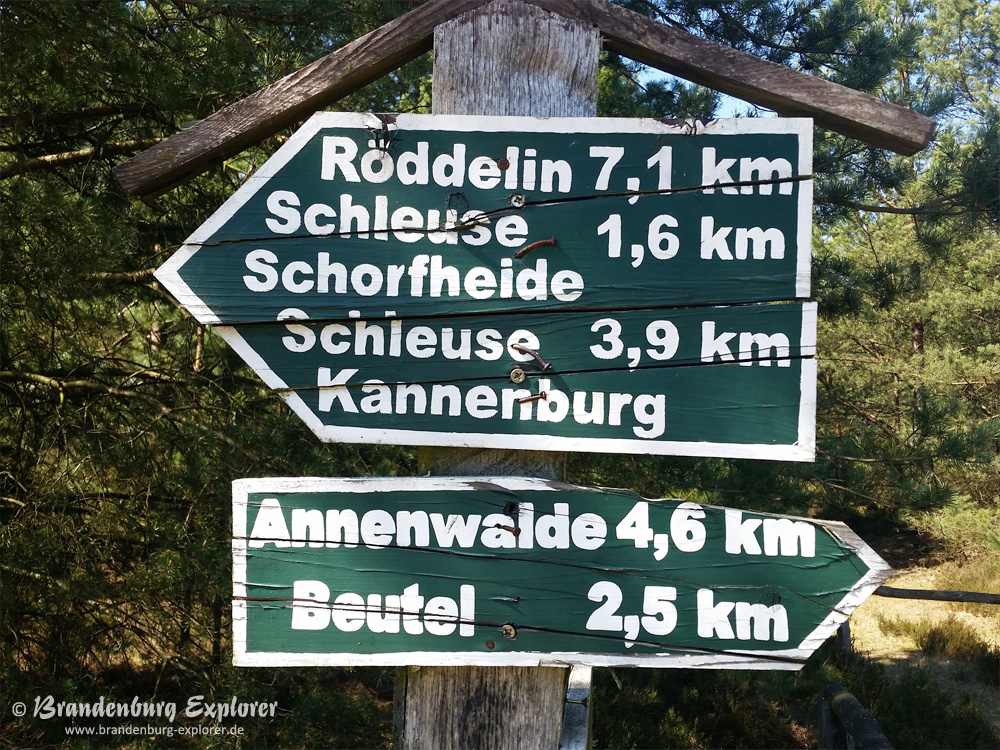 Röddelin 7,1 km
Schleuse 1,6 km
Schorfheide
Schleuse 3,9 km
Kannenburg
Annenwalde 4,6 km
Beutel 2,5 km
© Brandenburg Explorer
www.brandenburg-explorer.de